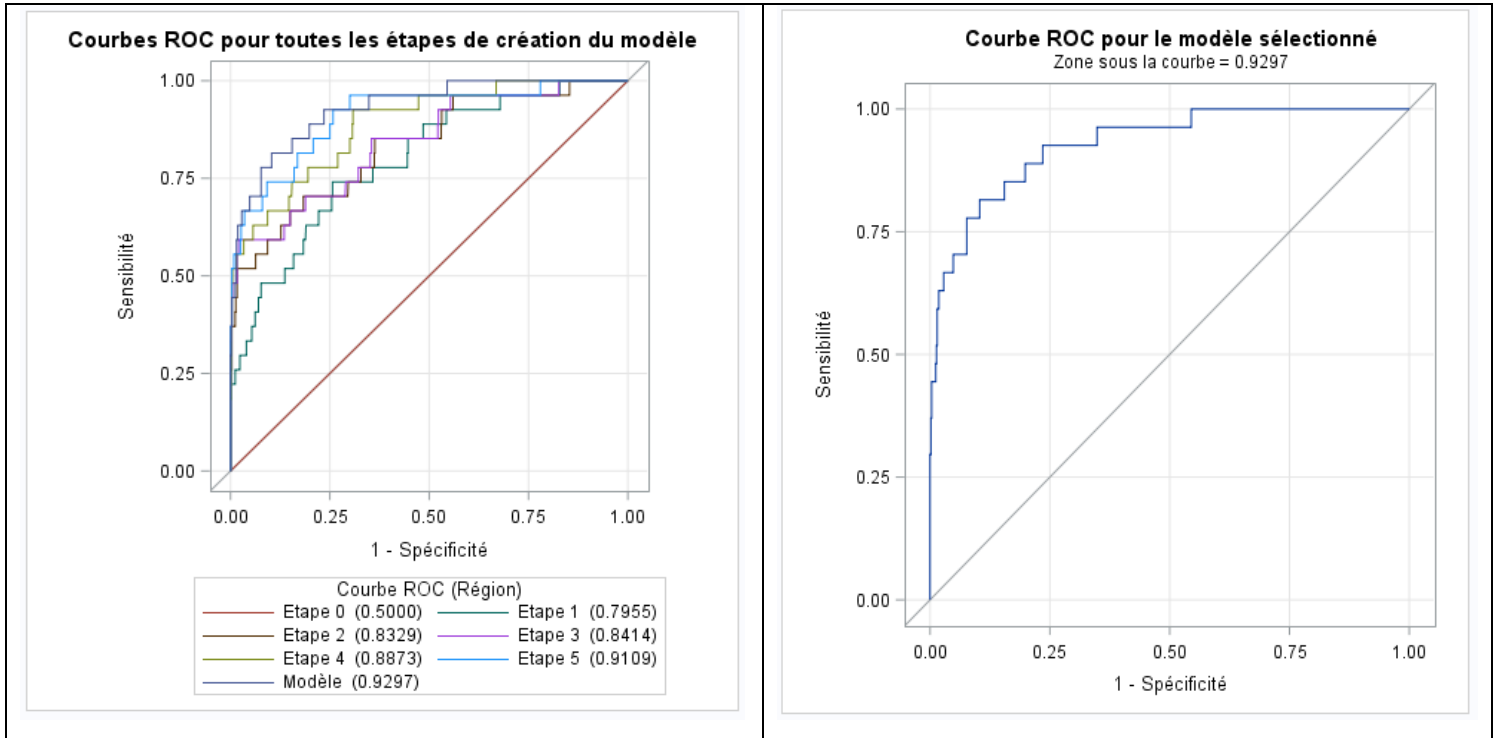 Courbes ROC pour toutes les étapes de création du modèle
1.00
0.75
0.50
0.25
0.00
Sensibilité
0.00 0.25 0.50 0.75 1.00
1 - Spécificité
Courbe ROC (Région)
Etape 0 (0.5000) Etape 1 (0.7955)
Etape 2 (0.8329) Etape 3 (0.8414)
Etape 4 (0.8873) Etape 5 (0.9109)
Modèle (0.9297)
Courbe ROC pour le modèle sélectionné
Zone sous la courbe = 0.9297
1.00
0.75
0.50
0.25
0.00
Sensibilité
0.00 0.25 0.50 0.75 1.00
1 - Spécificité